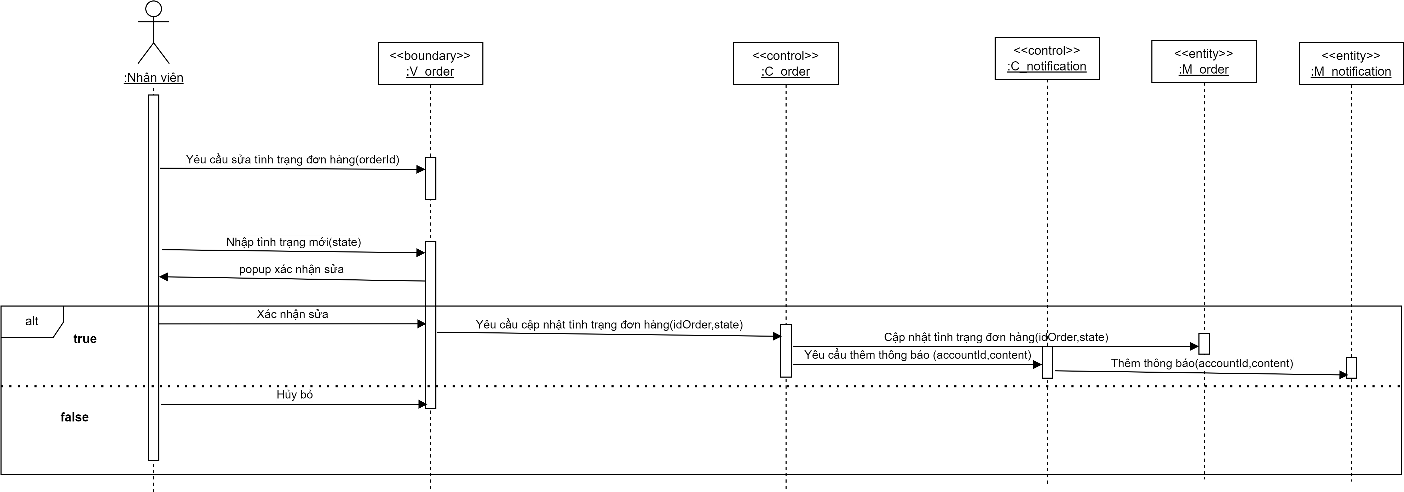 :Nhân viên
<<boundary>>
:V_order
<<control>>
:C_order
<<control>>
:C_notification
<<entity>>
:M_order
<<entity>>
:M_notification
Yêu cầu sửa tình trạng đơn hàng(orderId)
Nhập tình trạng mới(state)
popup xác nhận sửa
alt
true
Xác nhận sửa
Yêu cầu cập nhật tình trạng đơn hàng(idOrder,state)
Cập nhật tình trạng đơn hàng(idOrder,state)
Yêu cầu thêm thông báo (accountId,content)
Thêm thông báo(accountId,content)
false
Hủy bỏ